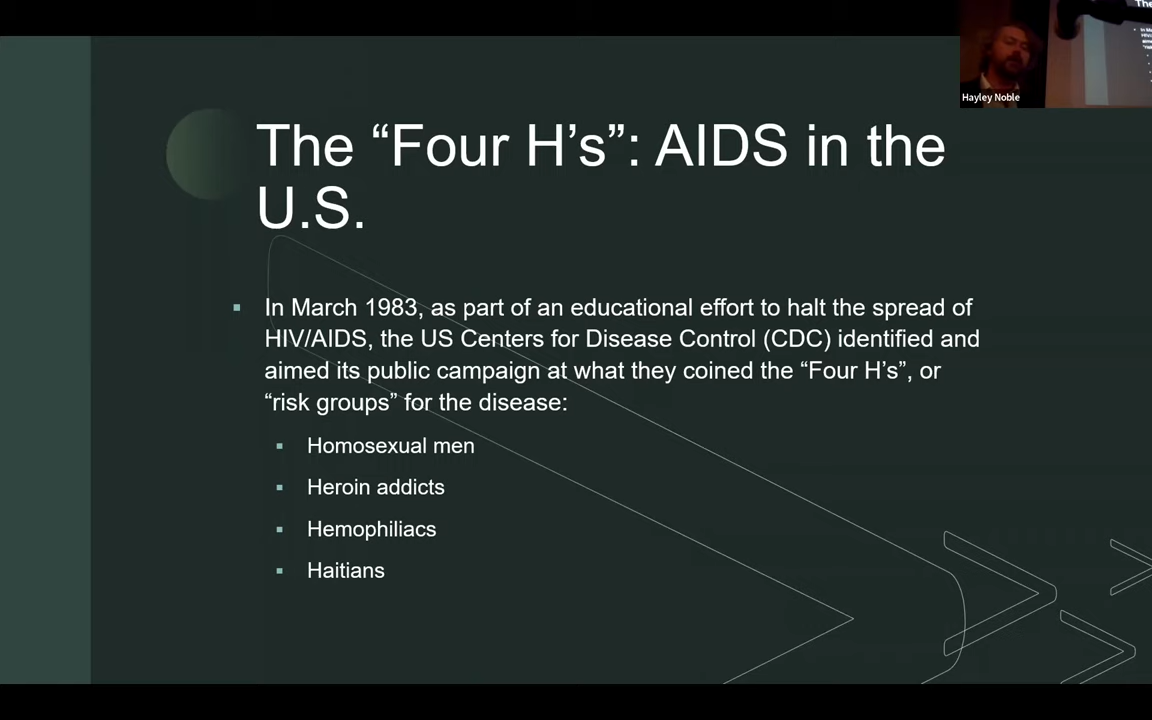 The “Four H’s”: AIDS in the
U.S.
▪ In March 1983, as part of an educational effort to halt the spread of
HIV/AIDS, the US Centers for Disease Control (CDC) identified and
aimed its public campaign at what they coined the “Four H’s”, or
“risk groups” for the disease:
▪ Homosexual men
▪ Heroin addicts
▪ Hemophiliacs
▪ Haitians
Hayley Noble